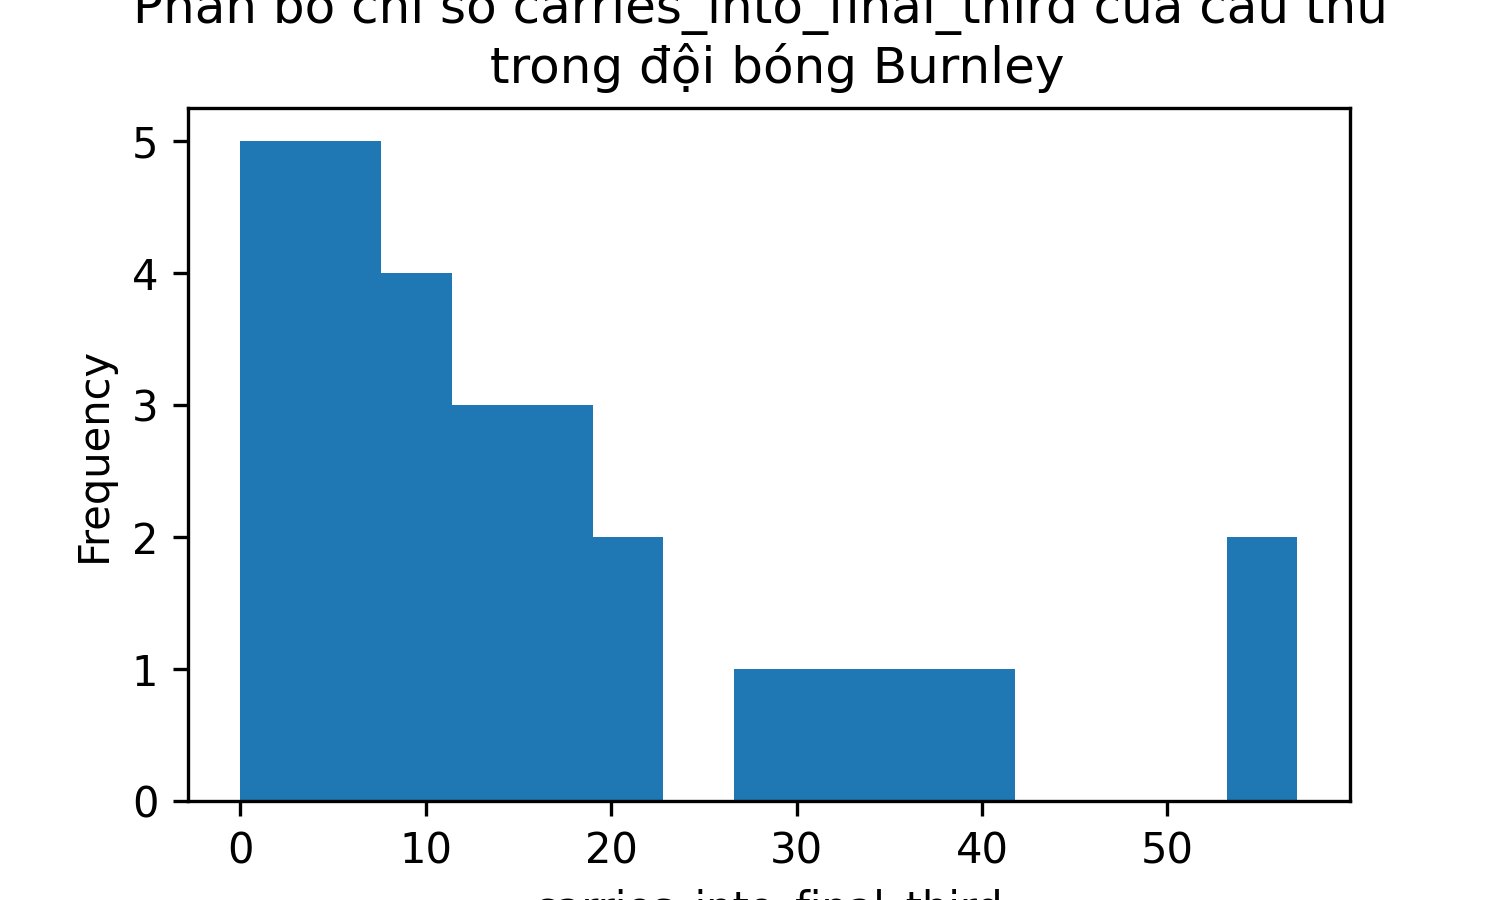 Phân bố chỉ số carries_into_final_third của cầu thủ
trong đội bóng Burnley
Frequency
5
4
3
2
1
0
0 10 20 30 40 50
carries_into_final_third